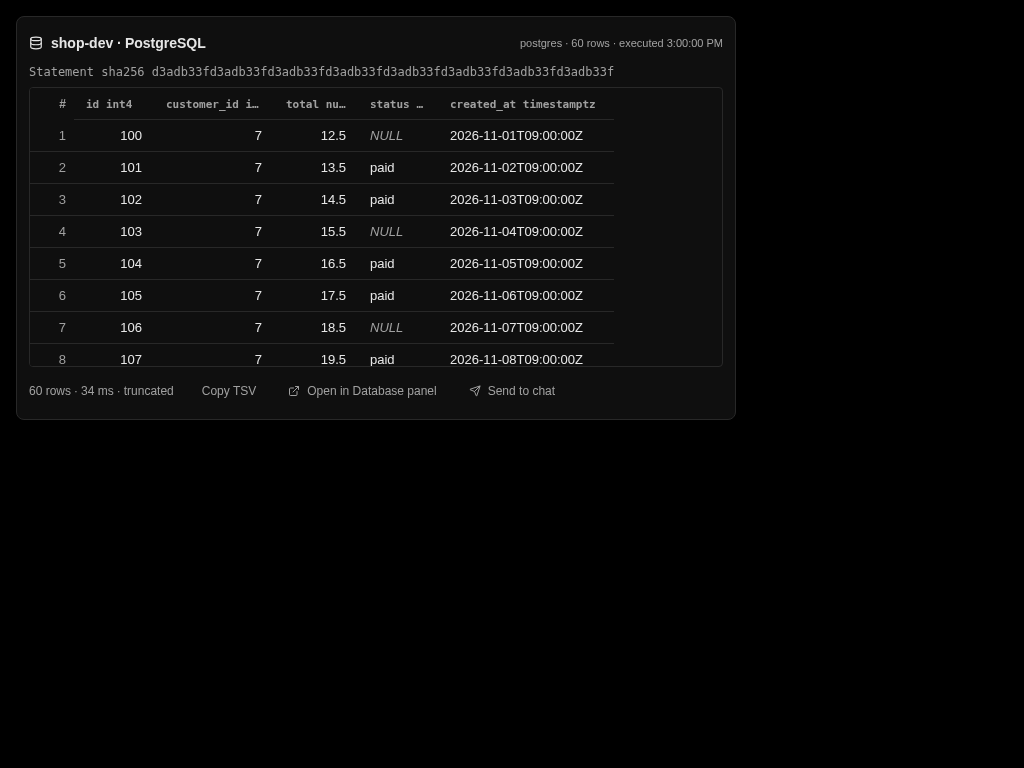 shop-dev · PostgreSQL
postgres · 60 rows · executed 3:00:00 PM
Statement sha256 d3adb33fd3adb33fd3adb33fd3adb33fd3adb33fd3adb33fd3adb33fd3adb33f
# id int4 customer_id i… total nu… status … created_at timestamptz
1 100 7 12.5 NULL 2026-11-01T09:00:00Z
2 101 7 13.5 paid 2026-11-02T09:00:00Z
3 102 7 14.5 paid 2026-11-03T09:00:00Z
4 103 7 15.5 NULL 2026-11-04T09:00:00Z
5 104 7 16.5 paid 2026-11-05T09:00:00Z
6 105 7 17.5 paid 2026-11-06T09:00:00Z
7 106 7 18.5 NULL 2026-11-07T09:00:00Z
8 107 7 19.5 paid 2026-11-08T09:00:00Z
60 rows · 34 ms · truncated Copy TSV Open in Database panel Send to chat